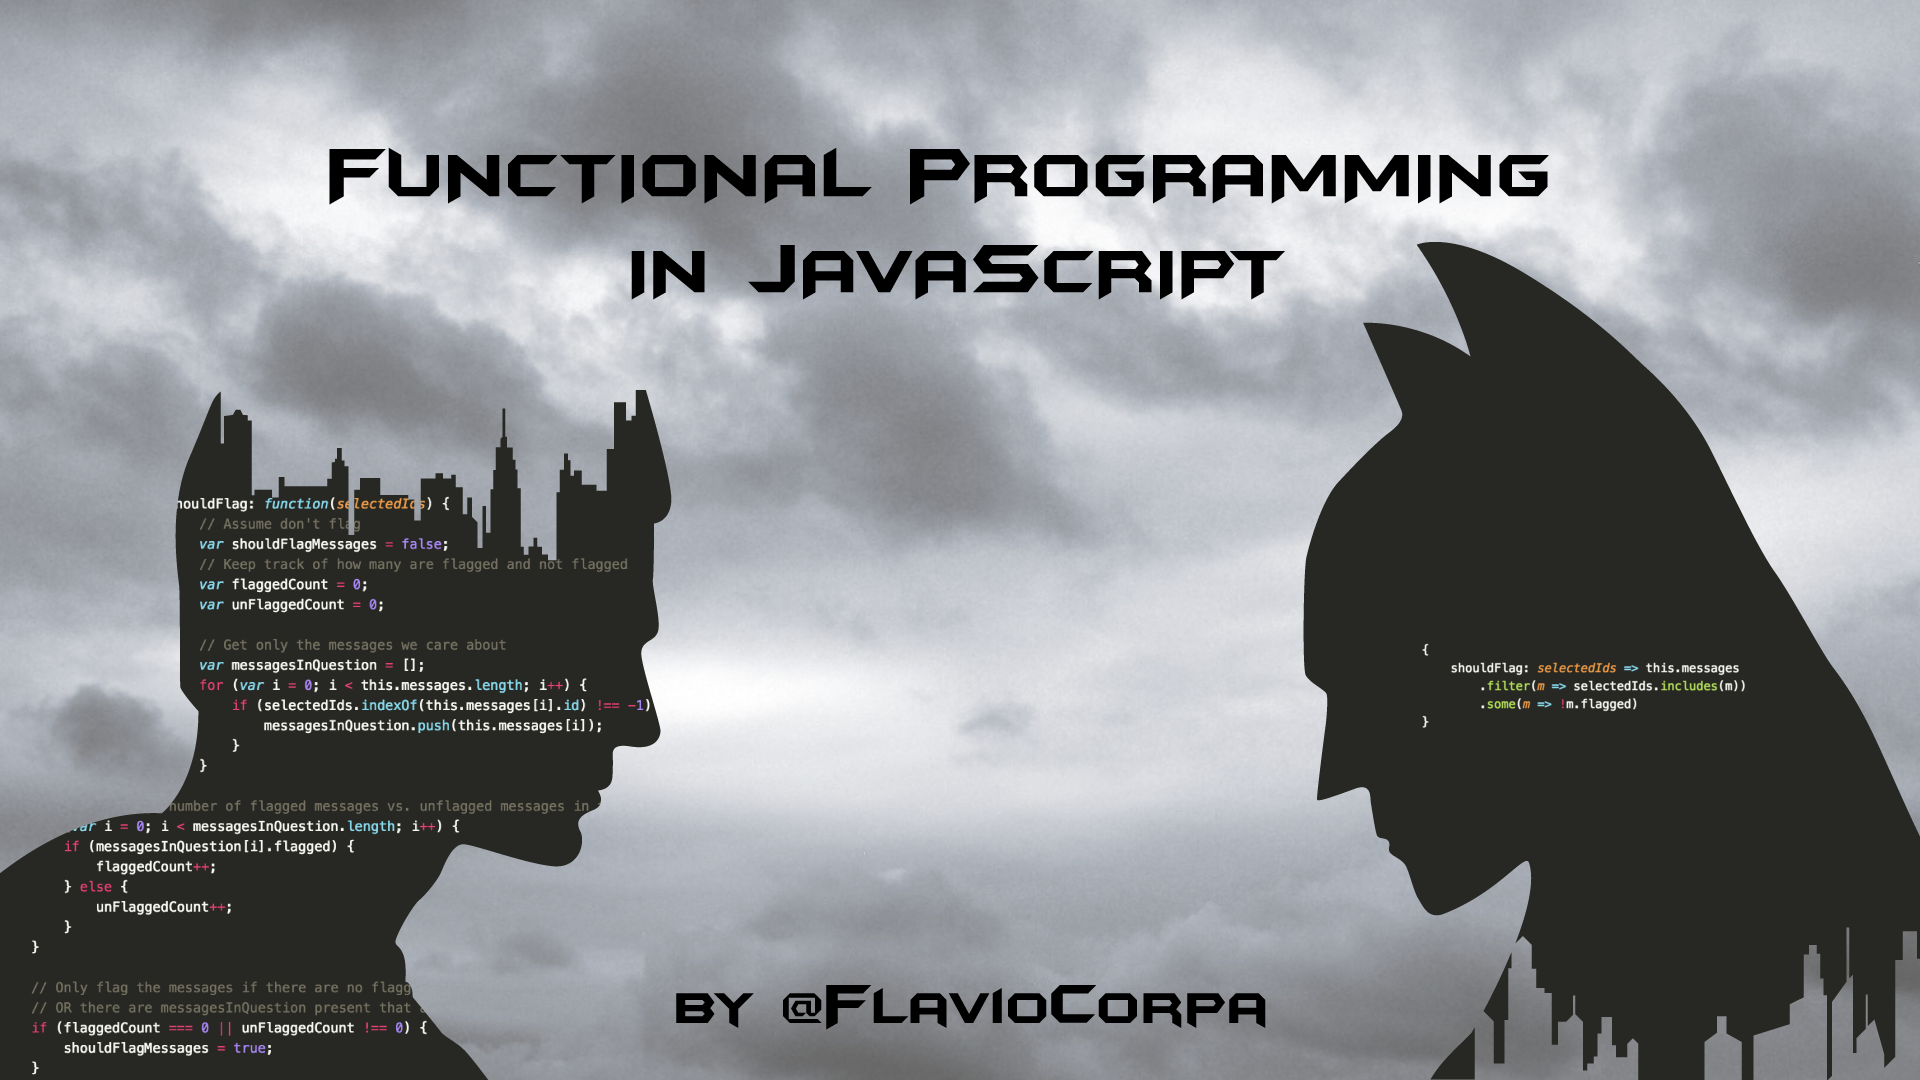 Functional Programming
in JavaScript
houldFlag: function(selectedIds) {
// Assume don't flag
var shouldFlagMessages = false;
// Keep track of how many are flagged and not flagged
var flaggedCount = 0;
var unFlaggedCount = 0;
// Get only the messages we care about
var messagesInQuestion = [];
for (var i = 0; i < this.messages.length; i++) {
if (selectedIds.indexOf(this.messages[i].id) !== -1)
messagesInQuestion.push(this.messages[i]);
}
}
number of flagged messages vs. unflagged messages in
var i = 0; i < messagesInQuestion.length; i++) {
if (messagesInQuestion[i].flagged) {
flaggedCount++;
} else {
unFlaggedCount++;
}
}
// Only flag the messages if there are no flagg
// OR there are messagesInQuestion present that
if (flaggedCount === 0 || unFlaggedCount !== 0) {
shouldFlagMessages = true;
}
{
shouldFlag: selectedIds => this.messages
.filter(m => selectedIds.includes(m))
.some(m => !m.flagged)
}
by @FlavioCorpa